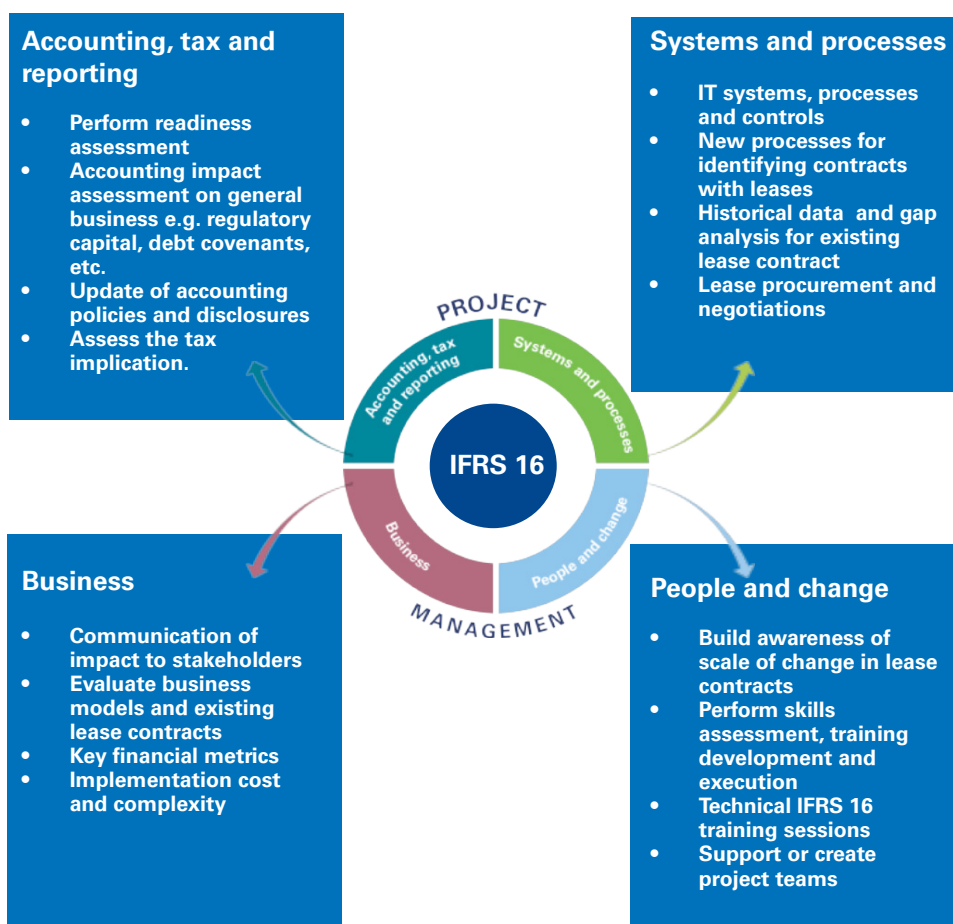 Accounting, tax and
reporting
• Perform readiness
assessment
• Accounting impact
assessment on general
business e.g. regulatory
capital, debt covenants,
etc.
• Update of accounting
policies and disclosures
• Assess the tax
implication.
Systems and processes
• IT systems, processes
and controls
• New processes for
identifying contracts
with leases
• Historical data and gap
analysis for existing
lease contract
• Lease procurement and
negotiations
PROJECT
Accounting, tax
and reporting
Systems and processes
IFRS 16
Business
People and change
MANAGEMENT
Business
• Communication of
impact to stakeholders
• Evaluate business
models and existing
lease contracts
• Key financial metrics
• Implementation cost
and complexity
People and change
• Build awareness of
scale of change in lease
contracts
• Perform skills
assessment, training
development and
execution
• Technical IFRS 16
training sessions
• Support or create
project teams